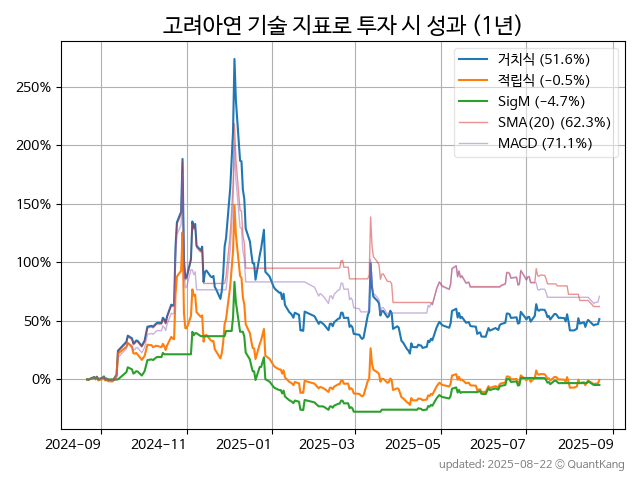 고려아연 기술 지표로 투자 시 성과 (1년)
거치식 (51.6%)
적립식 (-0.5%)
SigM (-4.7%)
SMA(20) (62.3%)
MACD (71.1%)
250%
200%
150%
100%
50%
0%
2024-09 2024-11 2025-01 2025-03 2025-05 2025-07 2025-09
updated: 2025-08-22 © QuantKang